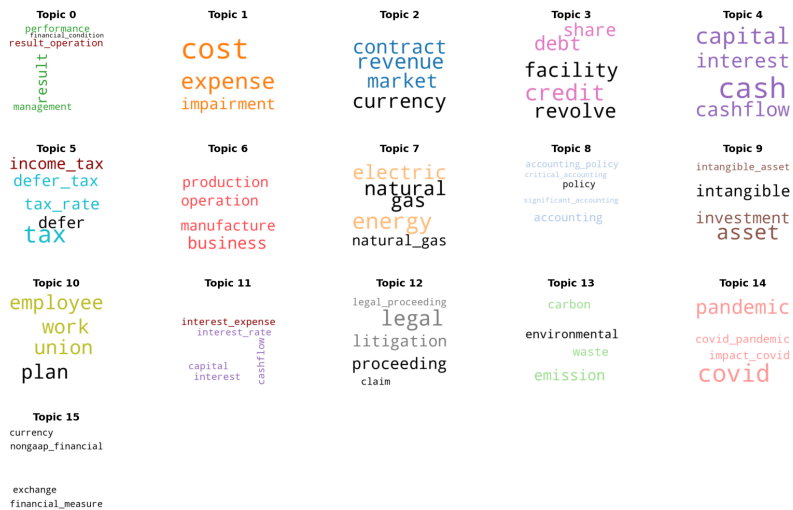 Topic 0
performance
financial_condition
result_operation
result
management
Topic 1
cost
expense
impairment
Topic 2
contract
revenue
market
currency
Topic 3
share
debt
facility
credit
revolve
Topic 4
capital
interest
cash
cashflow
Topic 5
income_tax
defer_tax
tax_rate
defer
tax
Topic 6
production
operation
manufacture
business
Topic 7
electric
natural
gas
energy
natural_gas
Topic 8
accounting_policy
critical_accounting
policy
significant_accounting
accounting
Topic 9
intangible_asset
intangible
investment
asset
Topic 10
employee
work
union
plan
Topic 11
interest_expense
interest_rate
cashflow
capital
interest
Topic 12
legal_proceeding
legal
litigation
proceeding
claim
Topic 13
carbon
environmental
waste
emission
Topic 14
pandemic
covid_pandemic
impact_covid
covid
Topic 15
currency
nongaap_financial
exchange
financial_measure